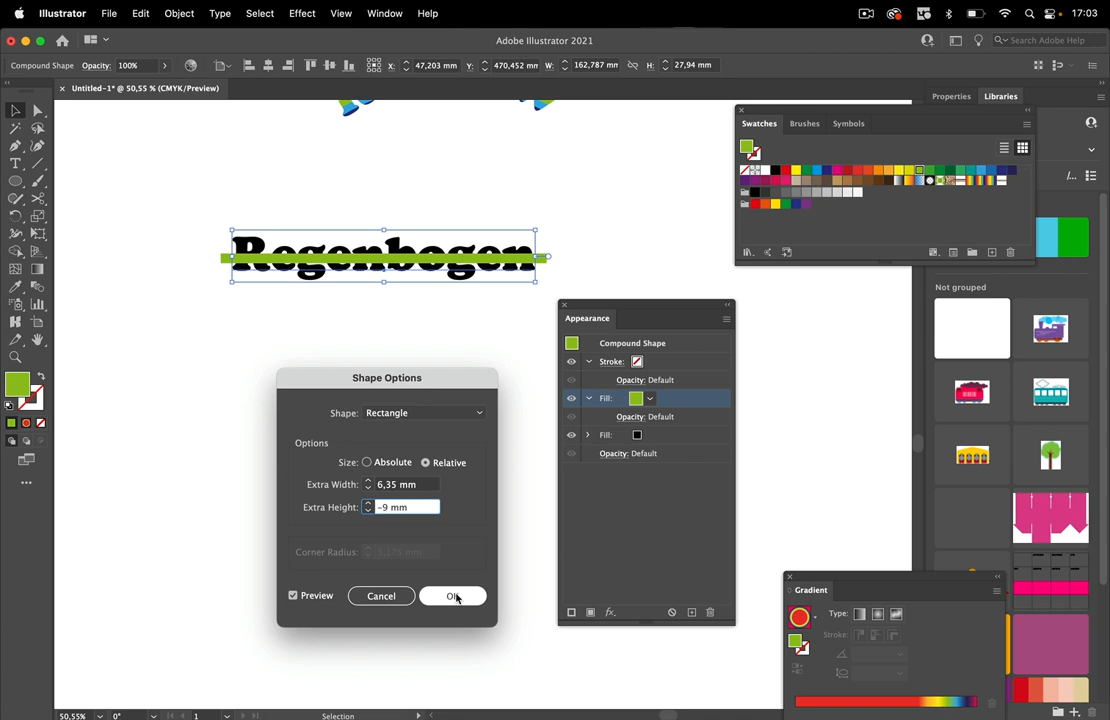 Illustrator File Edit Object Type Select Effect View Window Help 17:03
Adobe Illustrator 2021
Search Adobe Help
Compound Shape Opacity: 100% X: 47,203 mm Y: 470,452 mm W: 162,787 mm H: 27,94 mm
Untitled-1* @ 50,55 % (CMYK/Preview)
Properties Libraries
Swatches Brushes Symbols
Regenbogen
Not grouped
Appearance
Compound Shape
Stroke:
Opacity: Default
Fill:
Opacity: Default
Fill:
Opacity: Default
Shape Options
Shape: Rectangle
Options
Size: Absolute Relative
Extra Width: 6,35 mm
Extra Height: -9 mm
Corner Radius:
Preview Cancel OK
Gradient
Type:
Stroke:
50,55% 0° 1 Selection